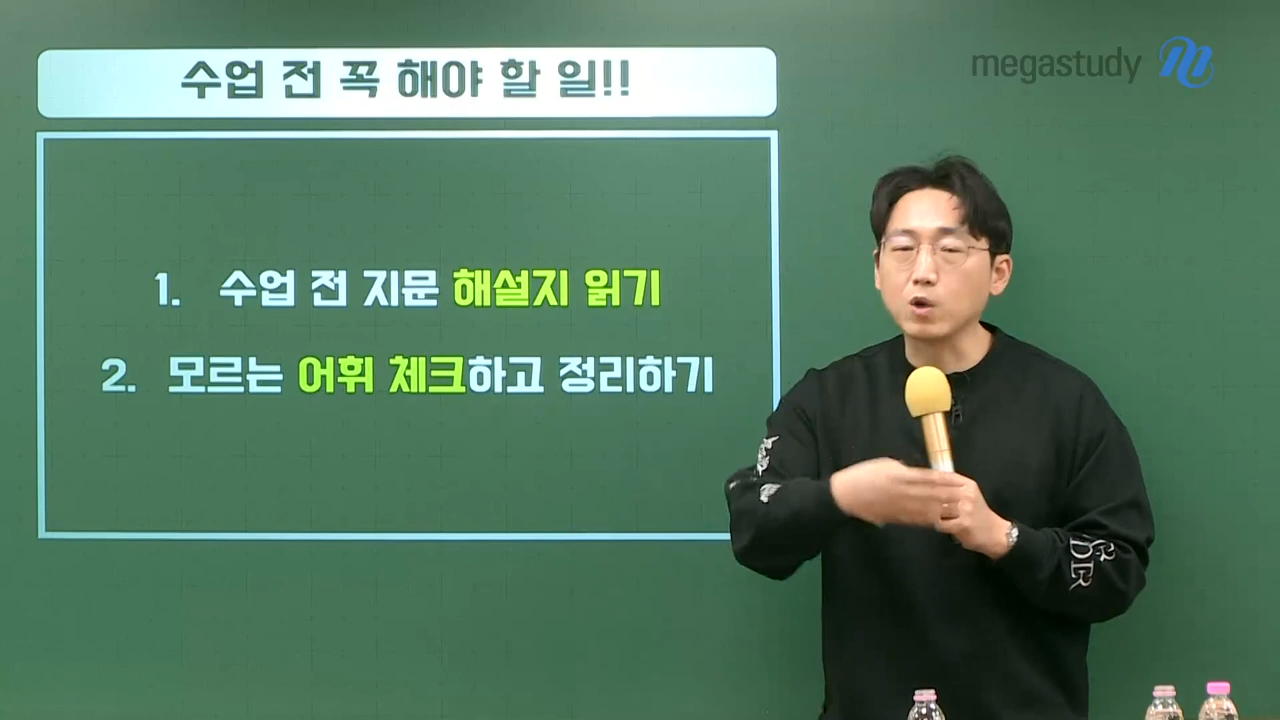 수업 전 꼭 해야 할 일!!
megastudy
1. 수업 전 지문 해설지 읽기
2. 모르는 어휘 체크하고 정리하기